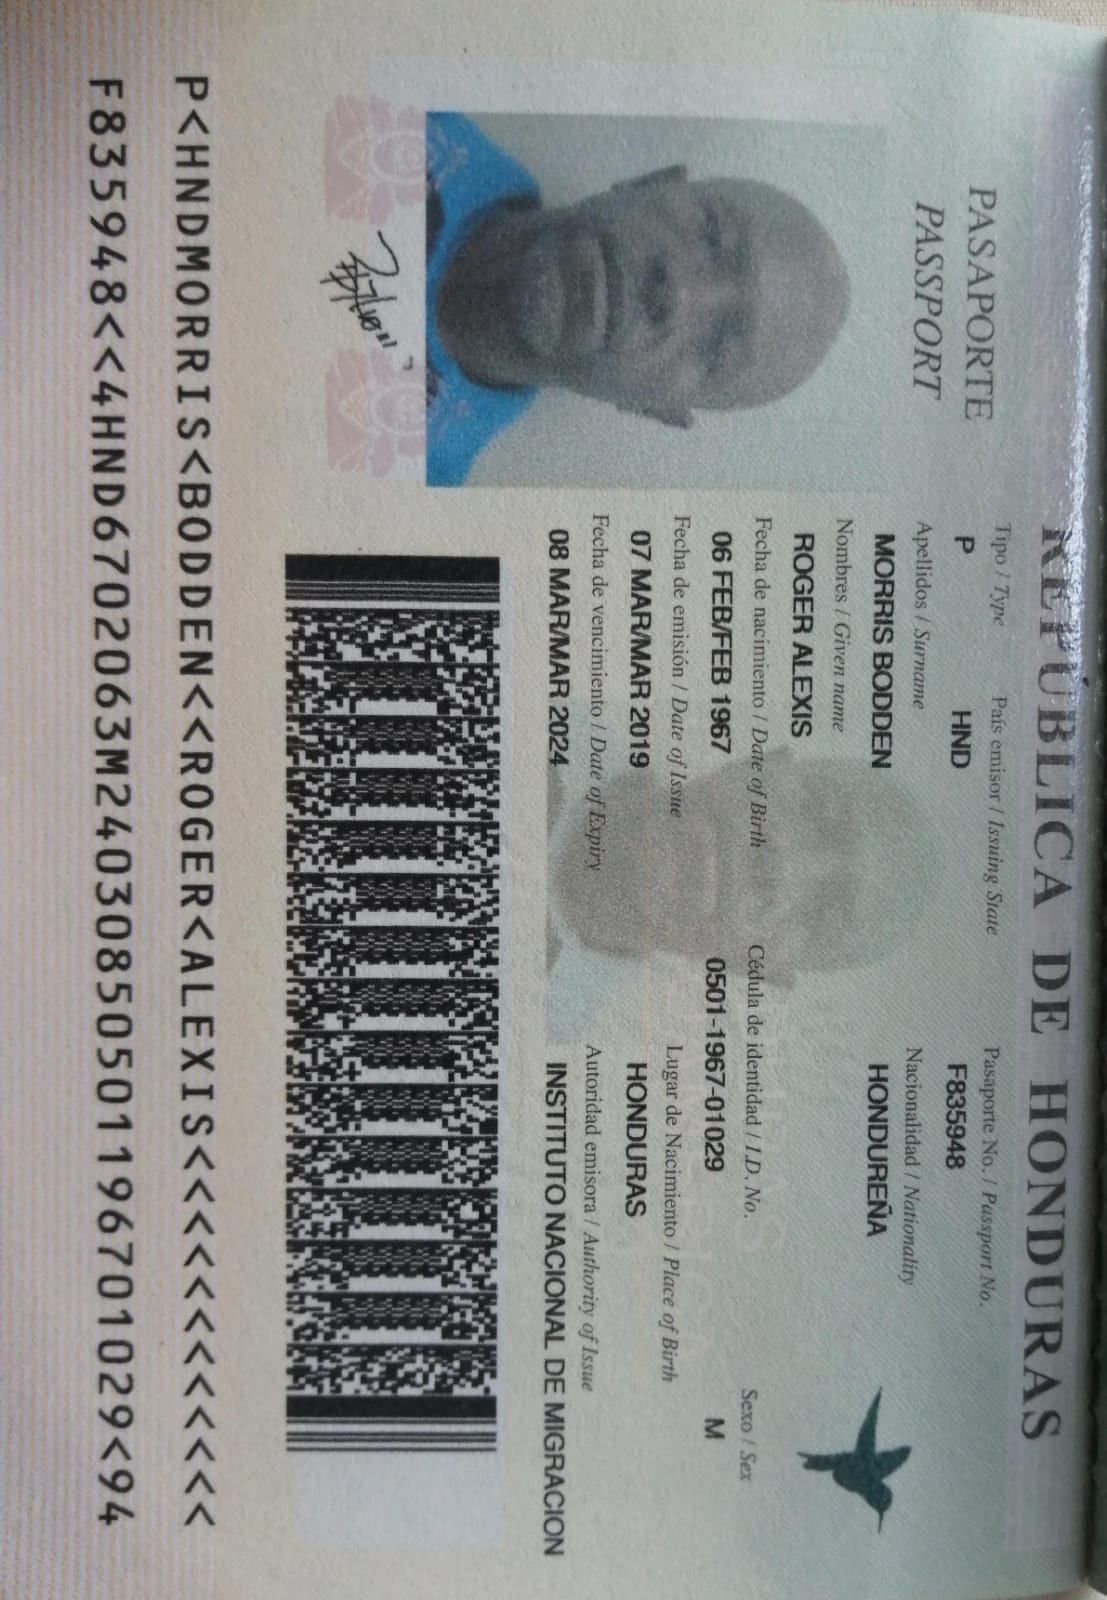 REPÚBLICA DE HONDURAS
PASAPORTE
PASSPORT
Tipo / Type País emisor / Issuing State Pasaporte No. / Passport No.
P HND F835948
Apellidos / Surname Nacionalidad / Nationality
MORRIS BODDEN HONDUREÑA
Nombres / Given name
ROGER ALEXIS
Fecha de nacimiento / Date of Birth Cédula de identidad / I.D. No. Sexo / Sex
06 FEB/FEB 1967 0501-1967-01029 M
Fecha de emisión / Date of Issue Lugar de Nacimiento / Place of Birth
07 MAR/MAR 2019 HONDURAS
Fecha de vencimiento / Date of Expiry Autoridad emisora / Authority of Issue
08 MAR/MAR 2024 INSTITUTO NACIONAL DE MIGRACION
P<HNDMORRIS<BODDEN<<ROGER<ALEXIS<<<<<<<<<<<<
F835948<<4HND6702063M24030850501196701029<94